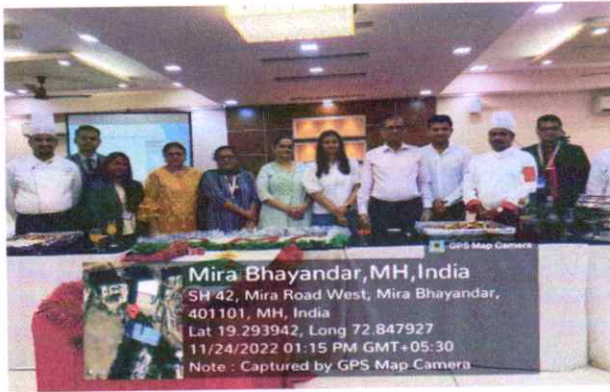 GPS Map Camera
Mira Bhayandar,MH,India
SH 42, Mira Road West, Mira Bhayandar,
401101, MH, India
Lat 19.293942, Long 72.847927
11/24/2022 01:15 PM GMT+05:30
Note : Captured by GPS Map Camera